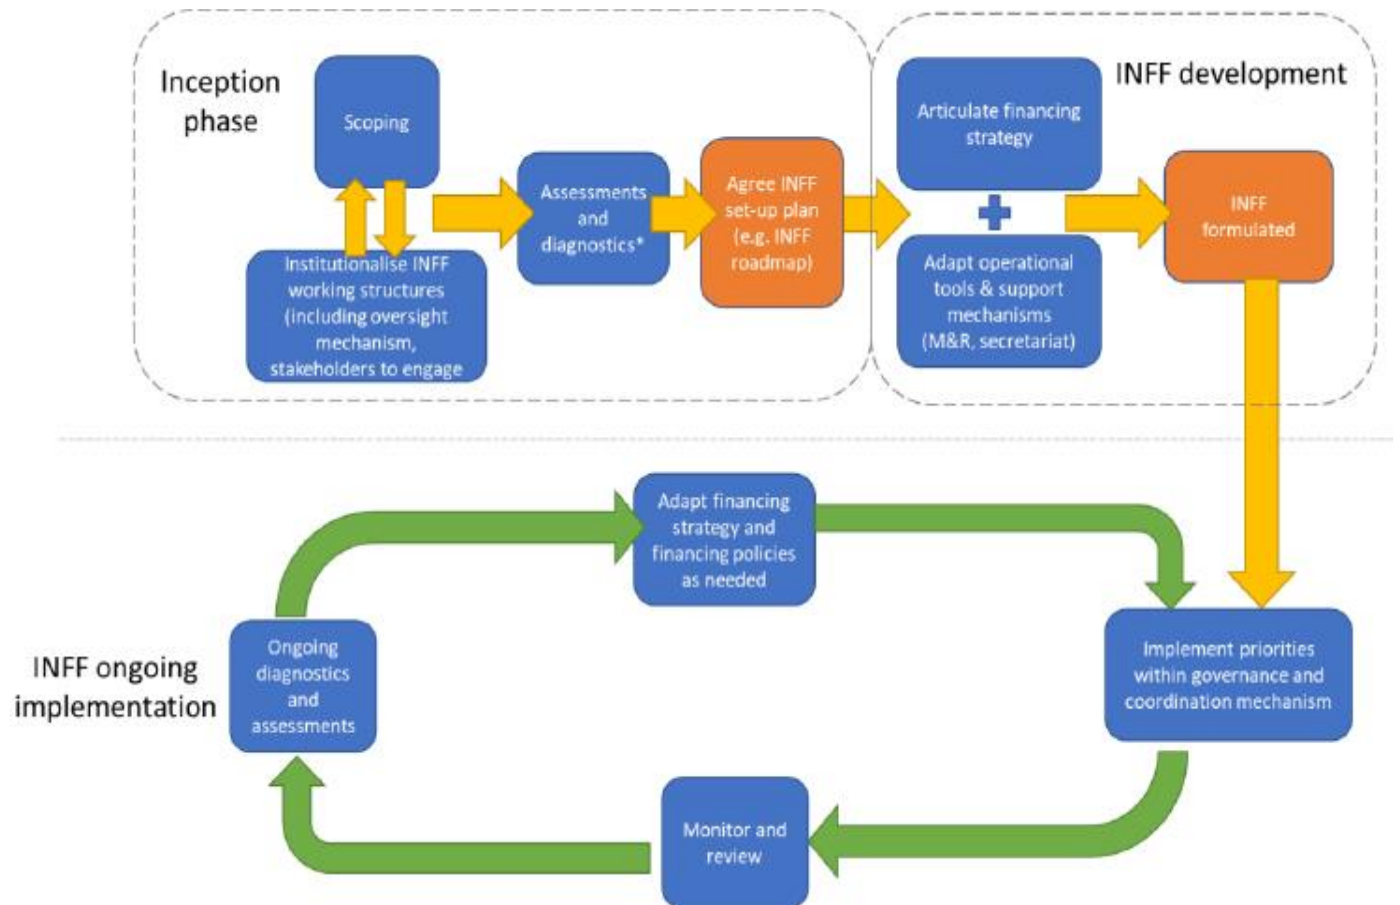 Inception
phase
Scoping
Institutionalise INFF
working structures
(including oversight
mechanism,
stakeholders to engage
Assessments
and
diagnostics*
Agree INFF
set-up plan
(e.g. INFF
roadmap)
INFF development
Articulate financing
strategy
Adapt operational
tools & support
mechanisms
(M&R, secretariat)
INFF
formulated
INFF ongoing
implementation
Ongoing
diagnostics
and
assessments
Adapt financing
strategy and
financing policies
as needed
Implement priorities
within governance and
coordination mechanism
Monitor and
review